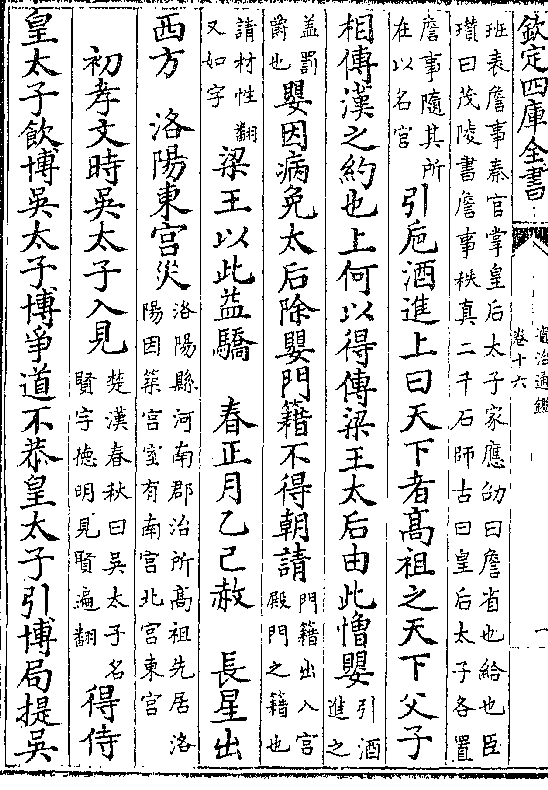 欽定四庫全書
資治通鑑
卷十六
一
班表詹事秦官掌皇后太子家應劭曰詹省也給也臣
瓚曰茂陵書詹事秩真二千石師古曰皇后太子各置
詹事隨其所
在以名官
引巵酒進上曰天下者髙祖之天下父子
相傳漢之約也上何以得傳梁王太后由此憎嬰
引酒
進之
盖罰
爵也
嬰因病免太后除嬰門籍不得朝請
門籍出入宫
殿門之籍也
請材性翻
又如字
梁王以此益驕　春正月乙巳赦　長星出
西方　洛陽東宫災
洛陽縣河南郡治所髙祖先居洛
陽因築宫室有南宫北宫東宫
初孝文時吳太子入見
楚漢春秋曰吳太子名
賢字德明見賢遍翻
得侍
皇太子飲博吳太子博爭道不恭皇太子引博局提吳